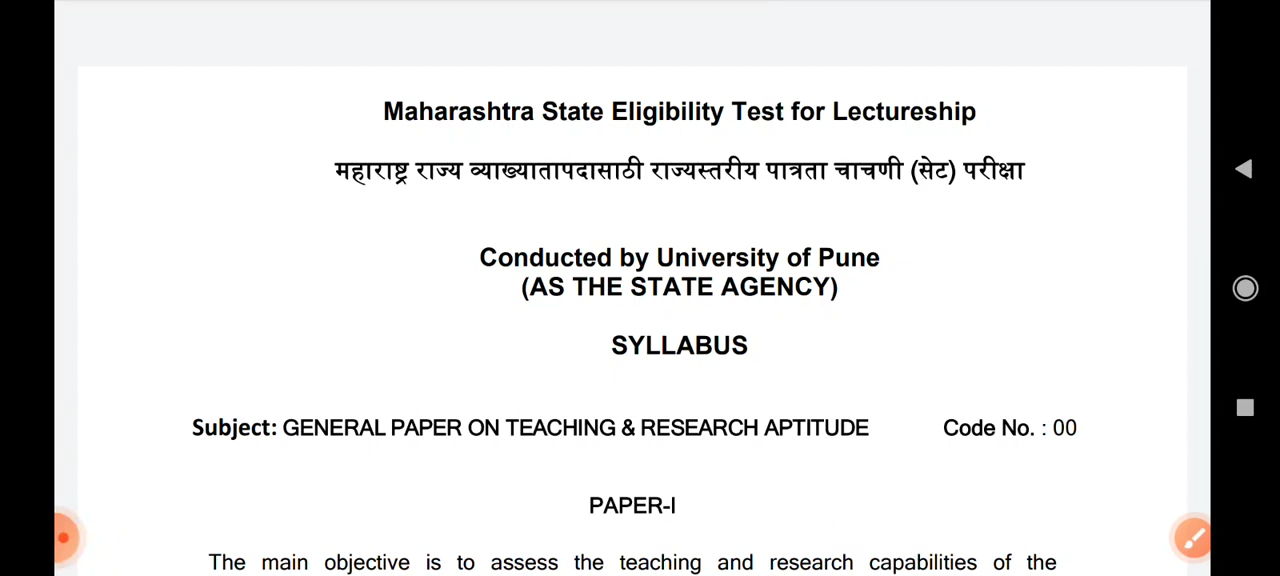 Maharashtra State Eligibility Test for Lectureship
महाराष्ट्र राज्य व्याख्यातापदासाठी राज्यस्तरीय पात्रता चाचणी (सेट) परीक्षा
Conducted by University of Pune
(AS THE STATE AGENCY)
SYLLABUS
Subject: GENERAL PAPER ON TEACHING & RESEARCH APTITUDE Code No. : 00
PAPER-I
The main objective is to assess the teaching and research capabilities of the